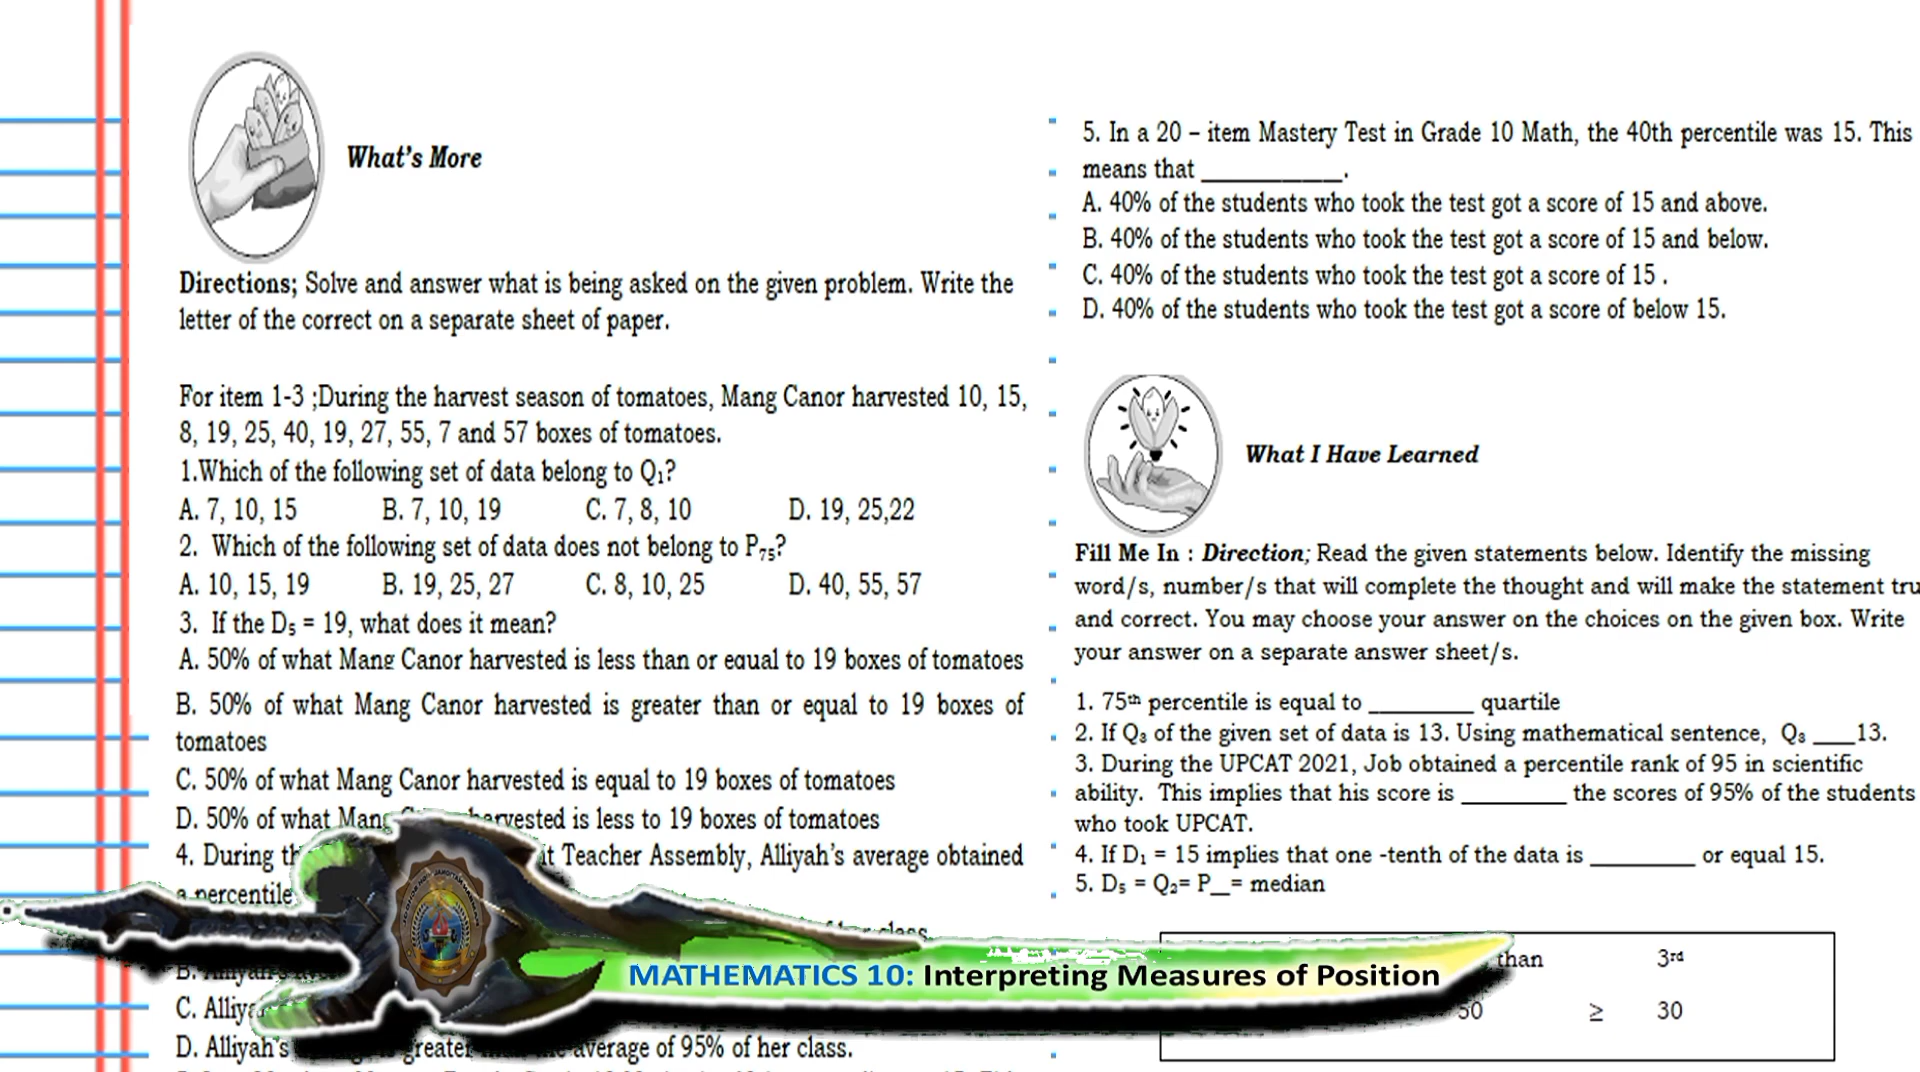 What's More
Directions; Solve and answer what is being asked on the given problem. Write the
letter of the correct on a separate sheet of paper.
For item 1-3 ;During the harvest season of tomatoes, Mang Canor harvested 10, 15,
8, 19, 25, 40, 19, 27, 55, 7 and 57 boxes of tomatoes.
1.Which of the following set of data belong to Q₁?
A. 7, 10, 15 B. 7, 10, 19 C. 7, 8, 10 D. 19, 25,22
2. Which of the following set of data does not belong to P₇₅?
A. 10, 15, 19 B. 19, 25, 27 C. 8, 10, 25 D. 40, 55, 57
3. If the D₅ = 19, what does it mean?
A. 50% of what Mang Canor harvested is less than or equal to 19 boxes of tomatoes
B. 50% of what Mang Canor harvested is greater than or equal to 19 boxes of
tomatoes
C. 50% of what Mang Canor harvested is equal to 19 boxes of tomatoes
D. 50% of what Mang harvested is less to 19 boxes of tomatoes
4. During Teacher Assembly, Alliyah's average obtained
a percentile
class.
B. Alliyah's
C.
D. Alliyah's greater average of 95% of her class.
5. In a 20 – item Mastery Test in Grade 10 Math, the 40th percentile was 15. This
means that ___________.
A. 40% of the students who took the test got a score of 15 and above.
B. 40% of the students who took the test got a score of 15 and below.
C. 40% of the students who took the test got a score of 15 .
D. 40% of the students who took the test got a score of below 15.
What I Have Learned
Fill Me In : Direction; Read the given statements below. Identify the missing
word/s, number/s that will complete the thought and will make the statement tru
and correct. You may choose your answer on the choices on the given box. Write
your answer on a separate answer sheet/s.
1. 75th percentile is equal to _________ quartile
2. If Q₃ of the given set of data is 13. Using mathematical sentence, Q₃ ____13.
3. During the UPCAT 2021, Job obtained a percentile rank of 95 in scientific
ability. This implies that his score is _________ the scores of 95% of the students
who took UPCAT.
4. If D₁ = 15 implies that one -tenth of the data is _________ or equal 15.
5. D₅ = Q₂= P__= median
than 3rd
50 ≥ 30
MATHEMATICS 10: Interpreting Measures of Position